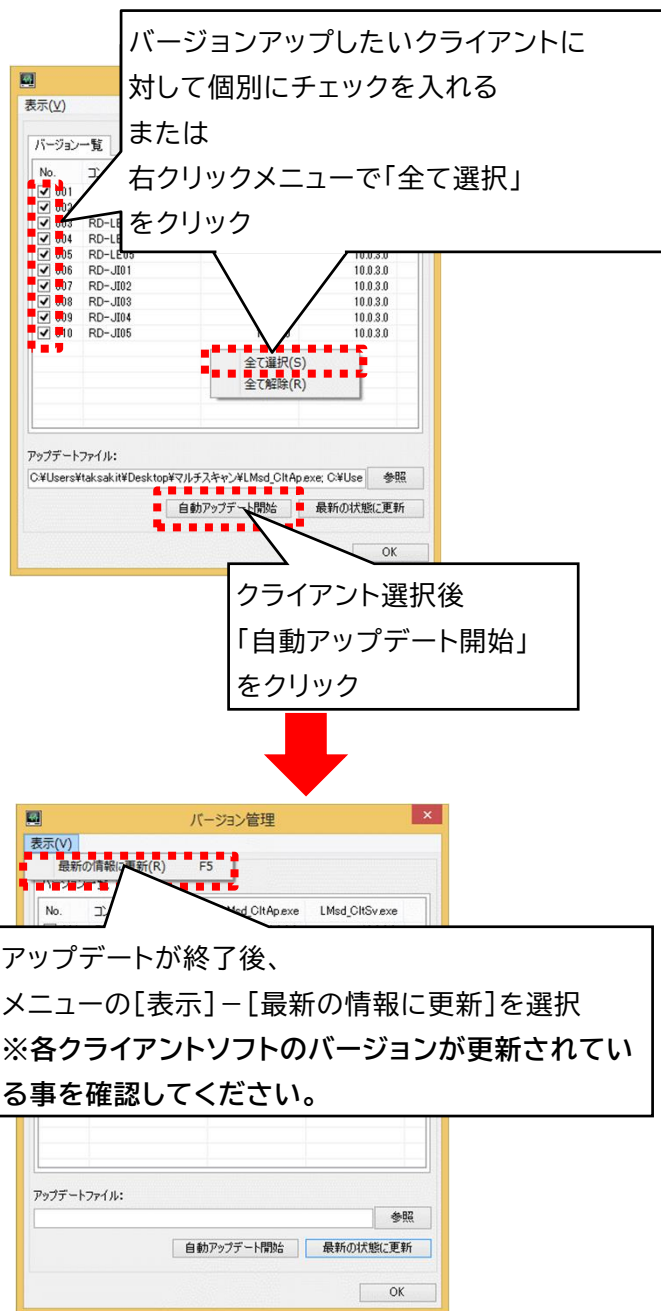 バージョンアップしたいクライアントに
対して個別にチェックを入れる
または
右クリックメニューで「全て選択」
をクリック
表示(V)
バージョン一覧
No.
001
002
003 RD-LE
004 RD-LE
005 RD-LE05 10.0.3.0
006 RD-JI01 10.0.3.0
007 RD-JI02 10.0.3.0
008 RD-JI03 10.0.3.0
009 RD-JI04 10.0.3.0
010 RD-JI05 10.0.3.0
全て選択(S)
全て解除(R)
アップデートファイル:
C:¥Users¥taksakit¥Desktop¥マルチスキャン¥LMsd_CltAp.exe; C:¥Use 参照
自動アップデート開始 最新の状態に更新
OK
クライアント選択後
「自動アップデート開始」
をクリック
バージョン管理
表示(V)
最新の情報に更新(R) F5
No. LMsd_CltAp.exe LMsd_CltSv.exe
アップデートが終了後、
メニューの[表示]－[最新の情報に更新]を選択
※各クライアントソフトのバージョンが更新されてい
る事を確認してください。
アップデートファイル:
参照
自動アップデート開始 最新の状態に更新
OK